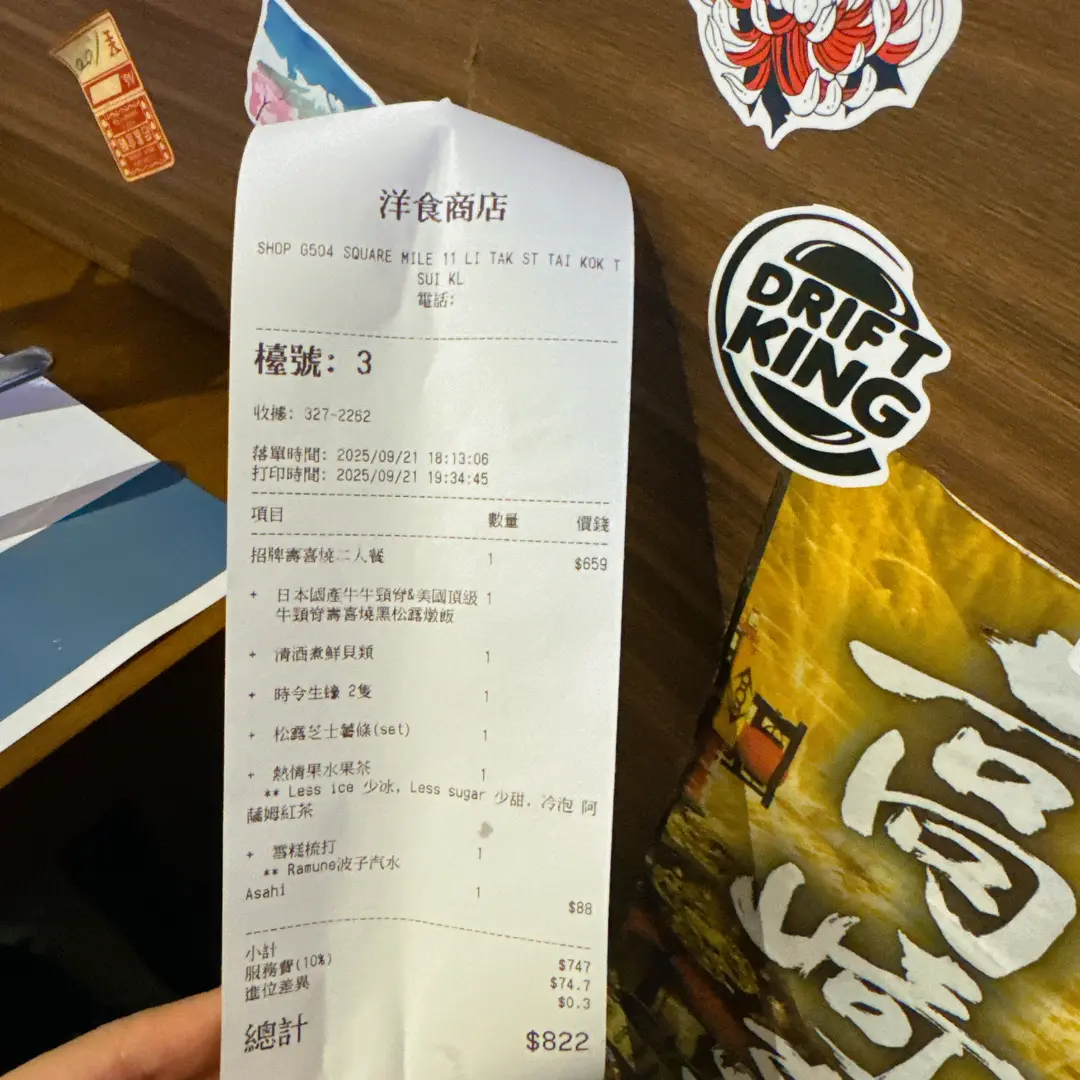 洋食商店
SHOP G504 SQUARE MILE 11 LI TAK ST TAI KOK T
SUI KL
電話:
檯號: 3
收據: 327-2262
落單時間: 2025/09/21 18:13:06
打印時間: 2025/09/21 19:34:45
項目 數量 價錢
招牌壽喜燒二人餐 1 $659
+ 日本國產牛牛頸脊&美國頂級 1
牛頸脊壽喜燒黑松露燉飯
+ 清酒煮鮮貝類 1
+ 時令生蠔 2隻 1
+ 松露芝士薯條(set) 1
+ 熱情果水果茶 1
** Less ice 少冰, Less sugar 少甜, 冷泡 阿
薩姆紅茶
+ 雪糕梳打 1
** Ramune波子汽水
Asahi 1 $88
小計 $747
服務費(10%) $74.7
進位差異 $0.3
總計 $822
DRIFT
KING